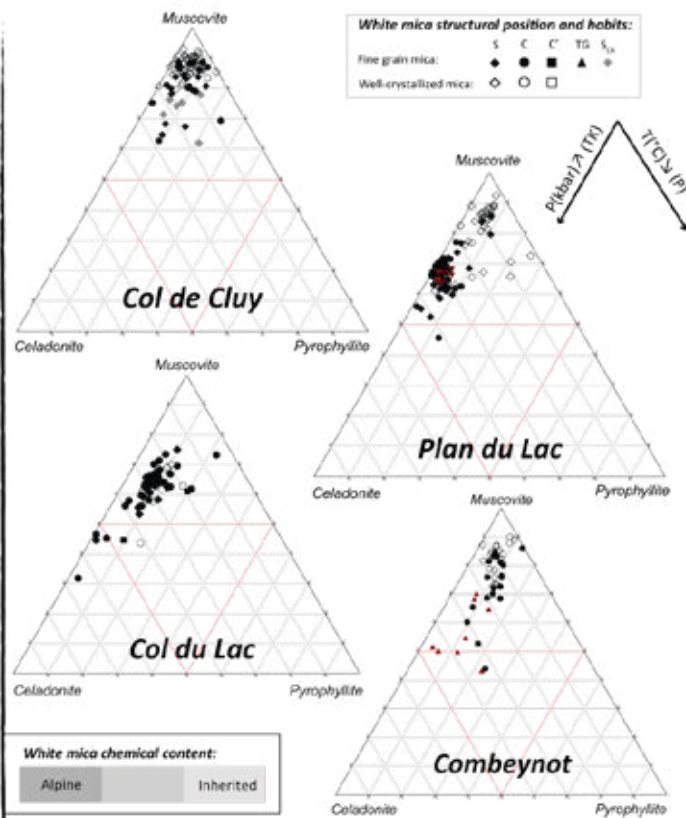 Muscovite
White mica structural position and habits:
S C C' TG
Fine grain mica:
Well-crystallized mica:
Col de Cluy
Celadonite Pyrophyllite
P(kbar)↗ (TK)
T(°C)↘ (P)
Muscovite
Plan du Lac
Celadonite Pyrophyllite
Muscovite
Col du Lac
Celadonite Pyrophyllite
Muscovite
Combeynot
Celadonite Pyrophyllite
White mica chemical content:
Alpine Inherited